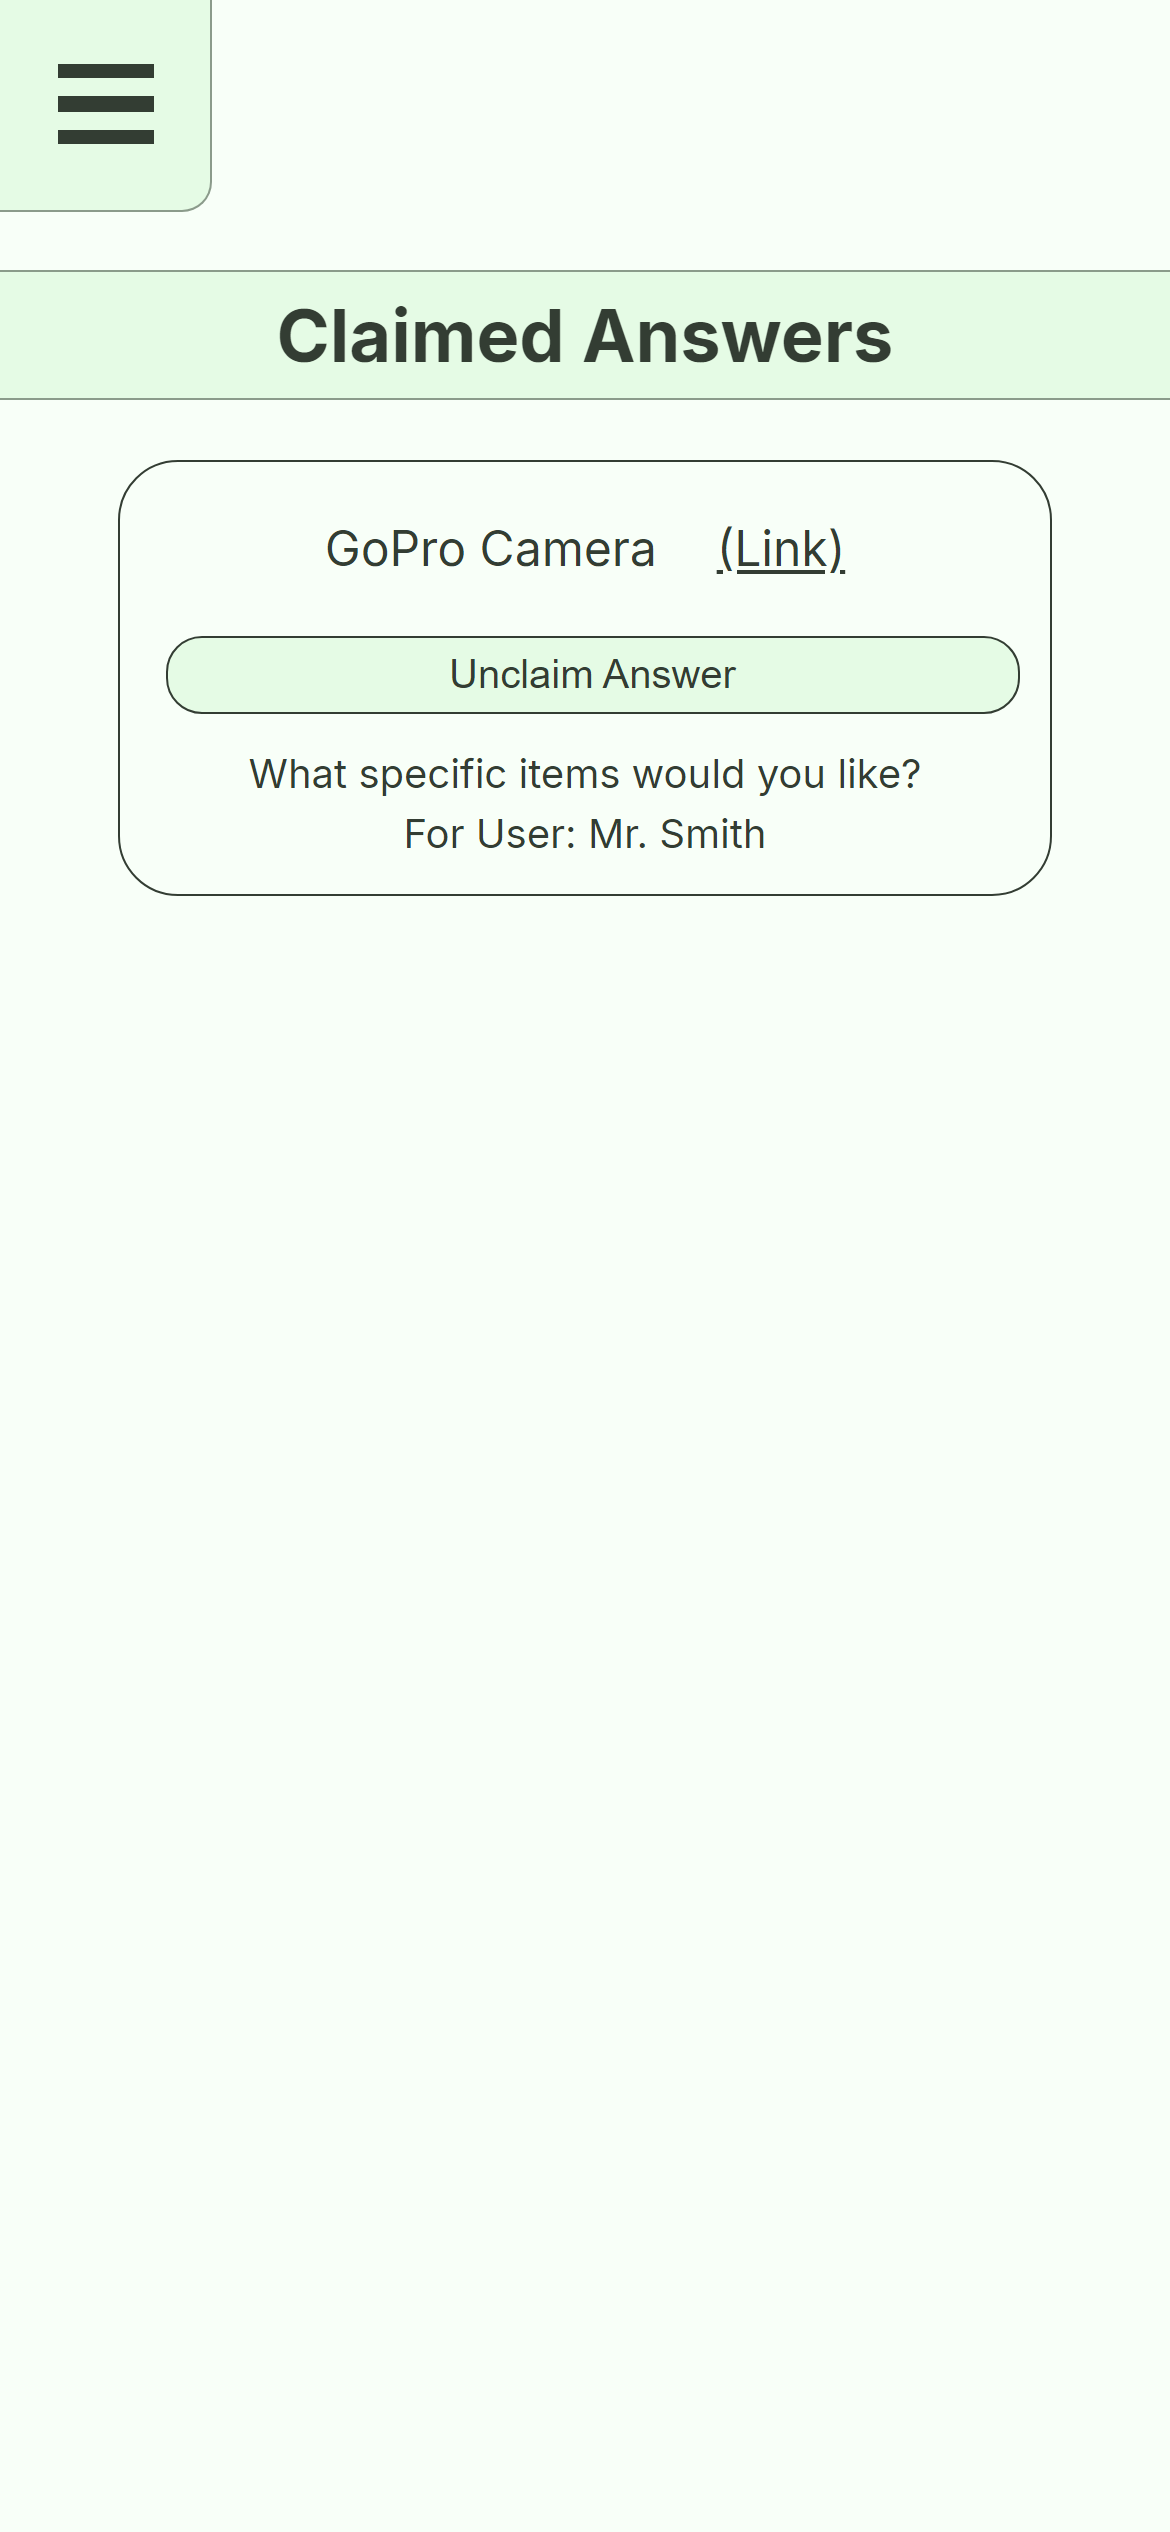 Claimed Answers
GoPro Camera (Link)
Unclaim Answer
What specific items would you like?
For User: Mr. Smith